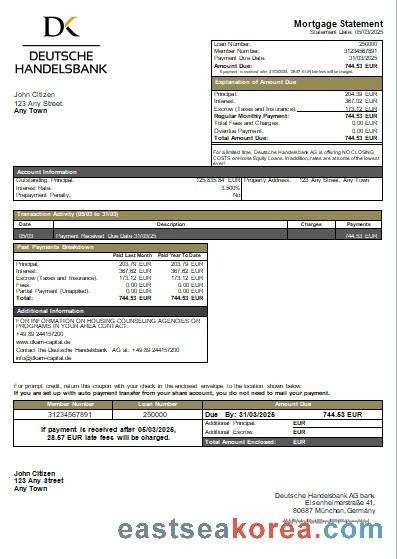 DK
DEUTSCHE
HANDELSBANK
Mortgage Statement
Statement Date: 05/03/2025
Loan Number: 250000
Member Number: 31234567891
Payment Due Date: 31/03/2025
Amount Due: 744.53 EUR
If payment is received after 31/03/2025, 28.57 EUR late fees will be charged.
John Citizen
123 Any Street
Any Town
Explanation of Amount Due
Principal: 204.39 EUR
Interest: 367.02 EUR
Escrow (Taxes and Insurance): 173.12 EUR
Regular Monthly Payment: 744.53 EUR
Total Fees and Charges: 0.00 EUR
Overdue Payment: 0.00 EUR
Total Amount Due: 744.53 EUR
For a limited time, Deutsche Handelsbank AG is offering NO CLOSING
COSTS on Home Equity Loans. In addition, rates are at some of the lowest
ever!
Account Information
Outstanding Principal: 125,835.84 EUR Property Address: 123 Any Street, Any Town
Interest Rate: 3.500%
Prepayment Penalty: No
Transaction Activity (05/03 to 31/03)
Date Description Charges Payments
05/03 Payment Received Due Date 31/03/25 744.53 EUR
Past Payments Breakdown
Paid Last Month Paid Year To Date
Principal: 203.79 EUR 203.79 EUR
Interest: 367.62 EUR 367.62 EUR
Escrow (Taxes and Insurance): 173.12 EUR 173.12 EUR
Fees: 0.00 EUR 0.00 EUR
Partial Payment (Unapplied): 0.00 EUR 0.00 EUR
Total: 744.53 EUR 744.53 EUR
Additional Information
FOR INFORMATION ON HOUSING COUNSELING AGENCIES OR
PROGRAMS IN YOUR AREA CONTACT:
+49 89 244157200
www.dkam-capital.de
Contact the Deutsche Handelsbank AG at: +49 89 244157200
info@dkam-capital.de
For prompt credit, return this coupon with your check in the enclosed envelope to the location shown below.
If you are set up with auto payment transfer from your share account, you do not need to mail your payment.
Member Number Loan Number Amount Due
31234567891 250000 Due By: 31/03/2025 744.53 EUR
If payment is received after 05/03/2025,
28.57 EUR late fees will be charged.
Additional Principal: EUR
Additional Escrow: EUR
Total Amount Enclosed: EUR
John Citizen
123 Any Street
Any Town
Deutsche Handelsbank AG bank
Elsenheimerstraße 41,
80687 München, Germany
eastseakorea.com